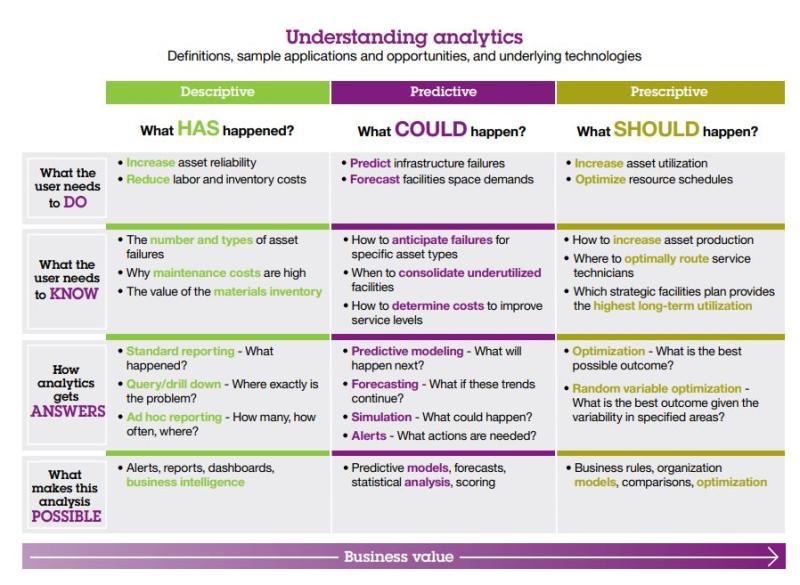 Understanding analytics
Definitions, sample applications and opportunities, and underlying technologies
Descriptive
Predictive
Prescriptive
What HAS happened?
What COULD happen?
What SHOULD happen?
What the
user needs
to DO
• Increase asset reliability
• Reduce labor and inventory costs
• Predict infrastructure failures
• Forecast facilities space demands
• Increase asset utilization
• Optimize resource schedules
What the
user needs
to KNOW
• The number and types of asset
failures
• Why maintenance costs are high
• The value of the materials inventory
• How to anticipate failures for
specific asset types
• When to consolidate underutilized
facilities
• How to determine costs to improve
service levels
• How to increase asset production
• Where to optimally route service
technicians
• Which strategic facilities plan provides
the highest long-term utilization
How
analytics
gets
ANSWERS
• Standard reporting - What
happened?
• Query/drill down - Where exactly is
the problem?
• Ad hoc reporting - How many, how
often, where?
• Predictive modeling - What will
happen next?
• Forecasting - What if these trends
continue?
• Simulation - What could happen?
• Alerts - What actions are needed?
• Optimization - What is the best
possible outcome?
• Random variable optimization -
What is the best outcome given the
variability in specified areas?
What
makes this
analysis
POSSIBLE
• Alerts, reports, dashboards,
business intelligence
• Predictive models, forecasts,
statistical analysis, scoring
• Business rules, organization
models, comparisons, optimization
Business value